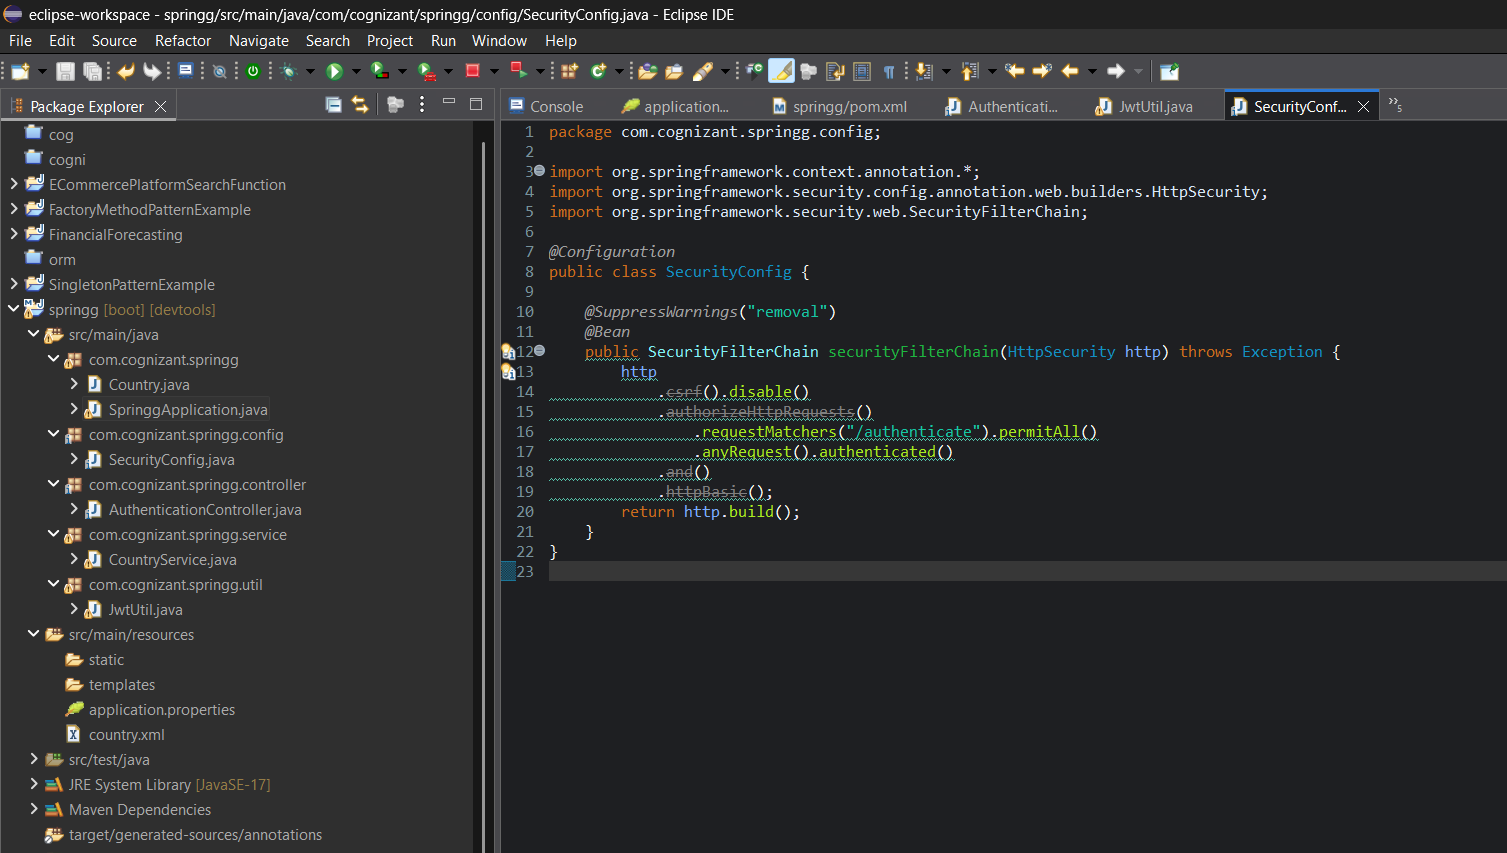 eclipse-workspace - springg/src/main/java/com/cognizant/springg/config/SecurityConfig.java - Eclipse IDE
File Edit Source Refactor Navigate Search Project Run Window Help
Package Explorer
cog
cogni
ECommercePlatformSearchFunction
FactoryMethodPatternExample
FinancialForecasting
orm
SingletonPatternExample
springg [boot] [devtools]
src/main/java
com.cognizant.springg
Country.java
SpringgApplication.java
com.cognizant.springg.config
SecurityConfig.java
com.cognizant.springg.controller
AuthenticationController.java
com.cognizant.springg.service
CountryService.java
com.cognizant.springg.util
JwtUtil.java
src/main/resources
static
templates
application.properties
country.xml
src/test/java
JRE System Library [JavaSE-17]
Maven Dependencies
target/generated-sources/annotations
Console application... springg/pom.xml Authenticati... JwtUtil.java SecurityConf... »5
1 package com.cognizant.springg.config;
2
3 import org.springframework.context.annotation.*;
4 import org.springframework.security.config.annotation.web.builders.HttpSecurity;
5 import org.springframework.security.web.SecurityFilterChain;
6
7 @Configuration
8 public class SecurityConfig {
9
10 @SuppressWarnings("removal")
11 @Bean
12 public SecurityFilterChain securityFilterChain(HttpSecurity http) throws Exception {
13 http
14 .csrf().disable()
15 .authorizeHttpRequests()
16 .requestMatchers("/authenticate").permitAll()
17 .anyRequest().authenticated()
18 .and()
19 .httpBasic();
20 return http.build();
21 }
22 }
23